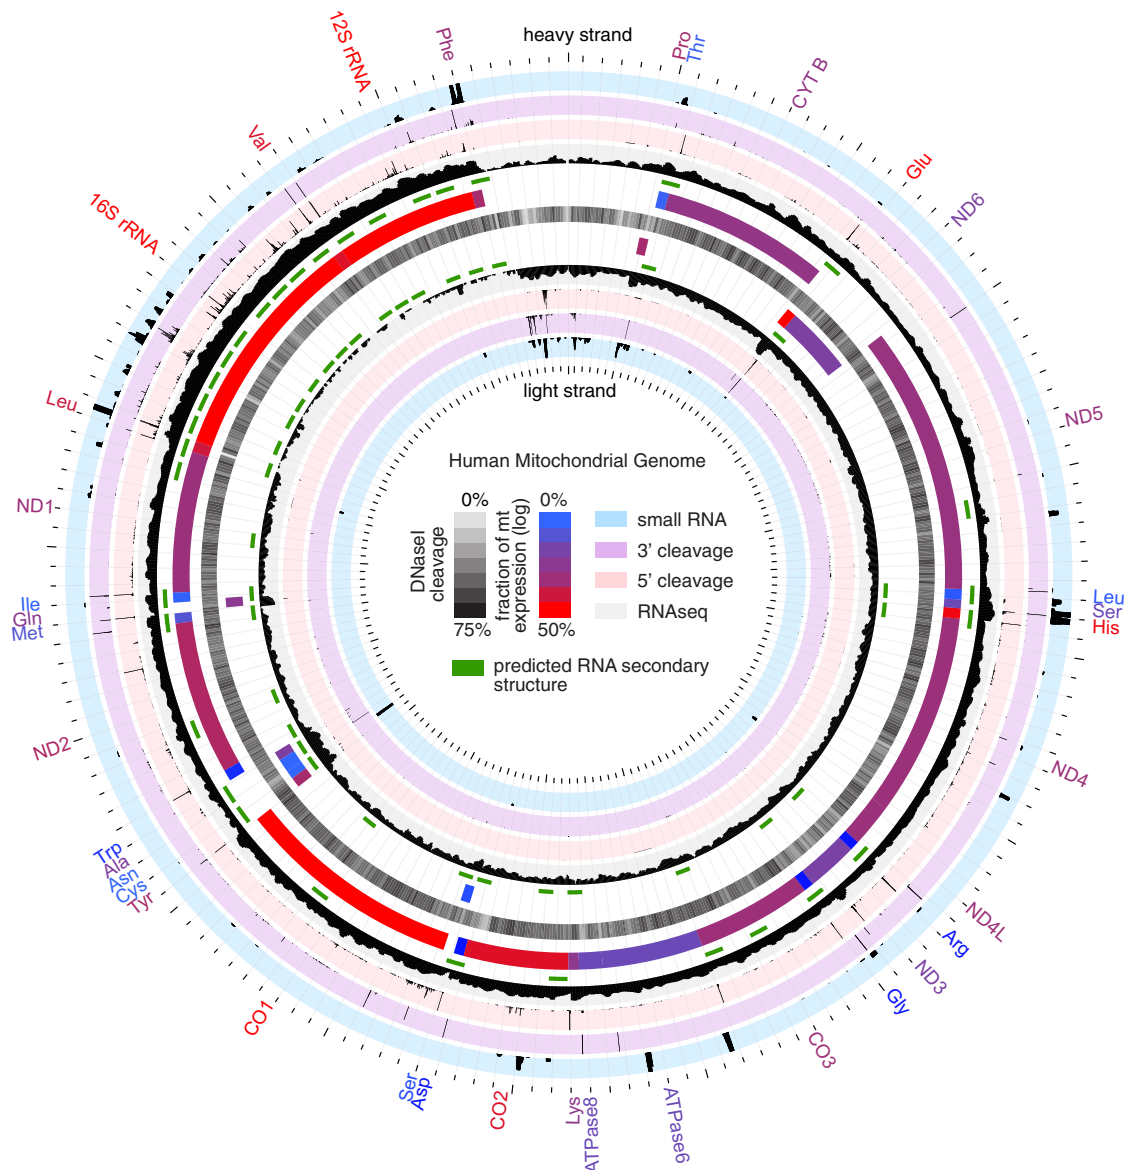 heavy strand
Pro
Thr
CYT B
Glu
ND6
ND5
Leu
Ser
His
ND4
ND4L
Arg
ND3
Gly
CO3
ATPase6
ATPase8
Lys
CO2
Asp
Ser
CO1
Tyr
Cys
Asn
Ala
Trp
ND2
Met
Gln
Ile
ND1
Leu
16S rRNA
Val
12S rRNA
Phe
light strand
Human Mitochondrial Genome
0%
0%
DNaseI
cleavage
fraction of mt
expression (log)
75%
50%
small RNA
3’ cleavage
5’ cleavage
RNAseq
predicted RNA secondary
structure